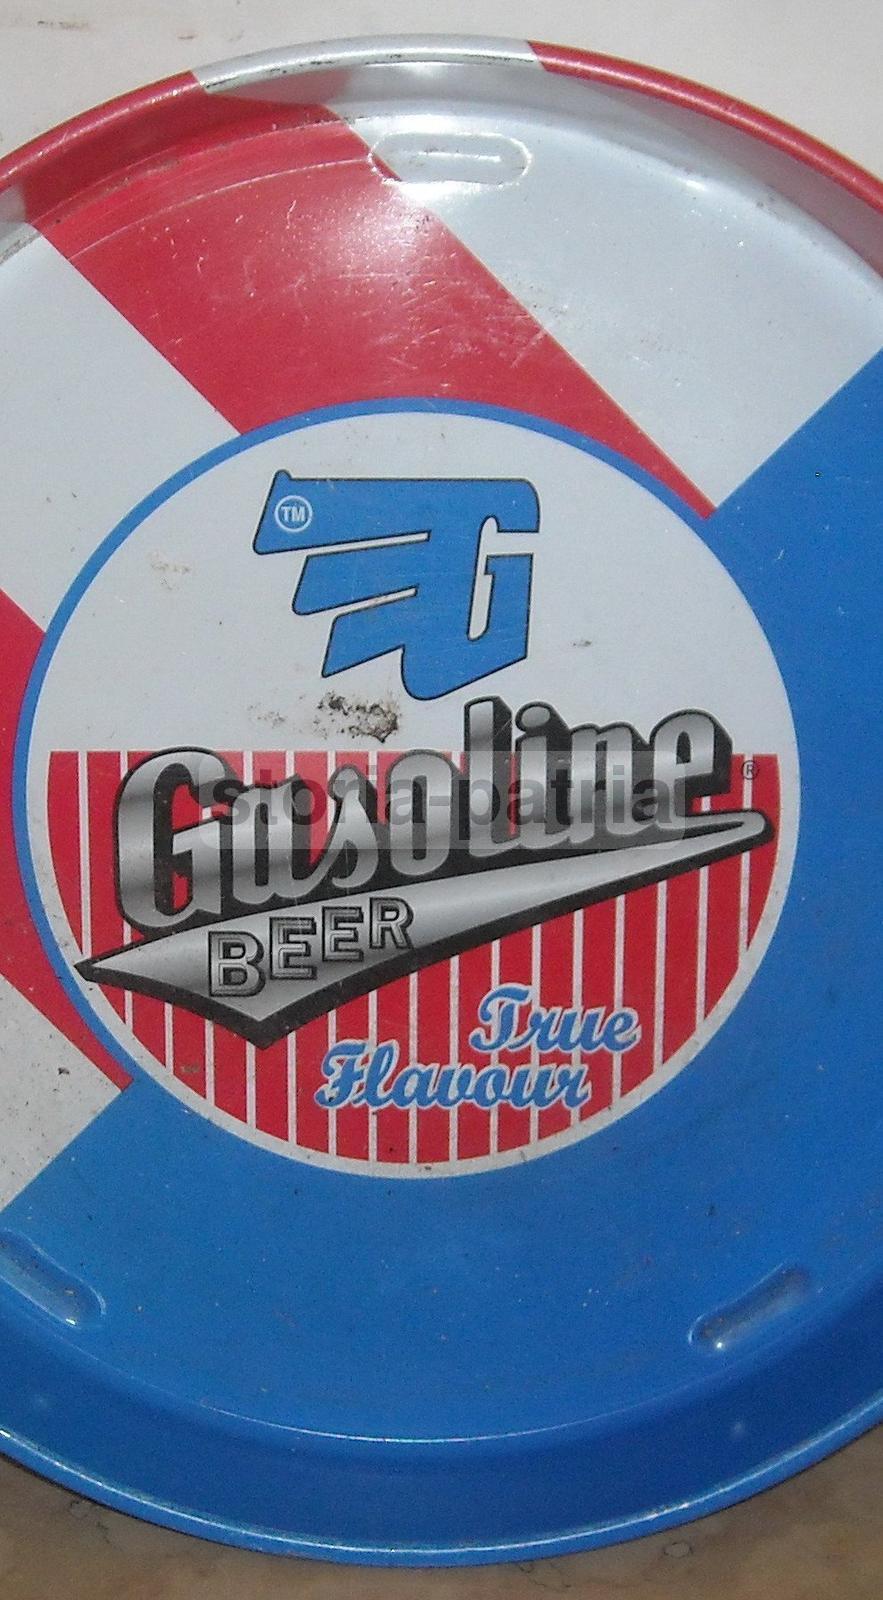 TM
G
Gasoline
®
storia-patria
BEER
True
Flavour